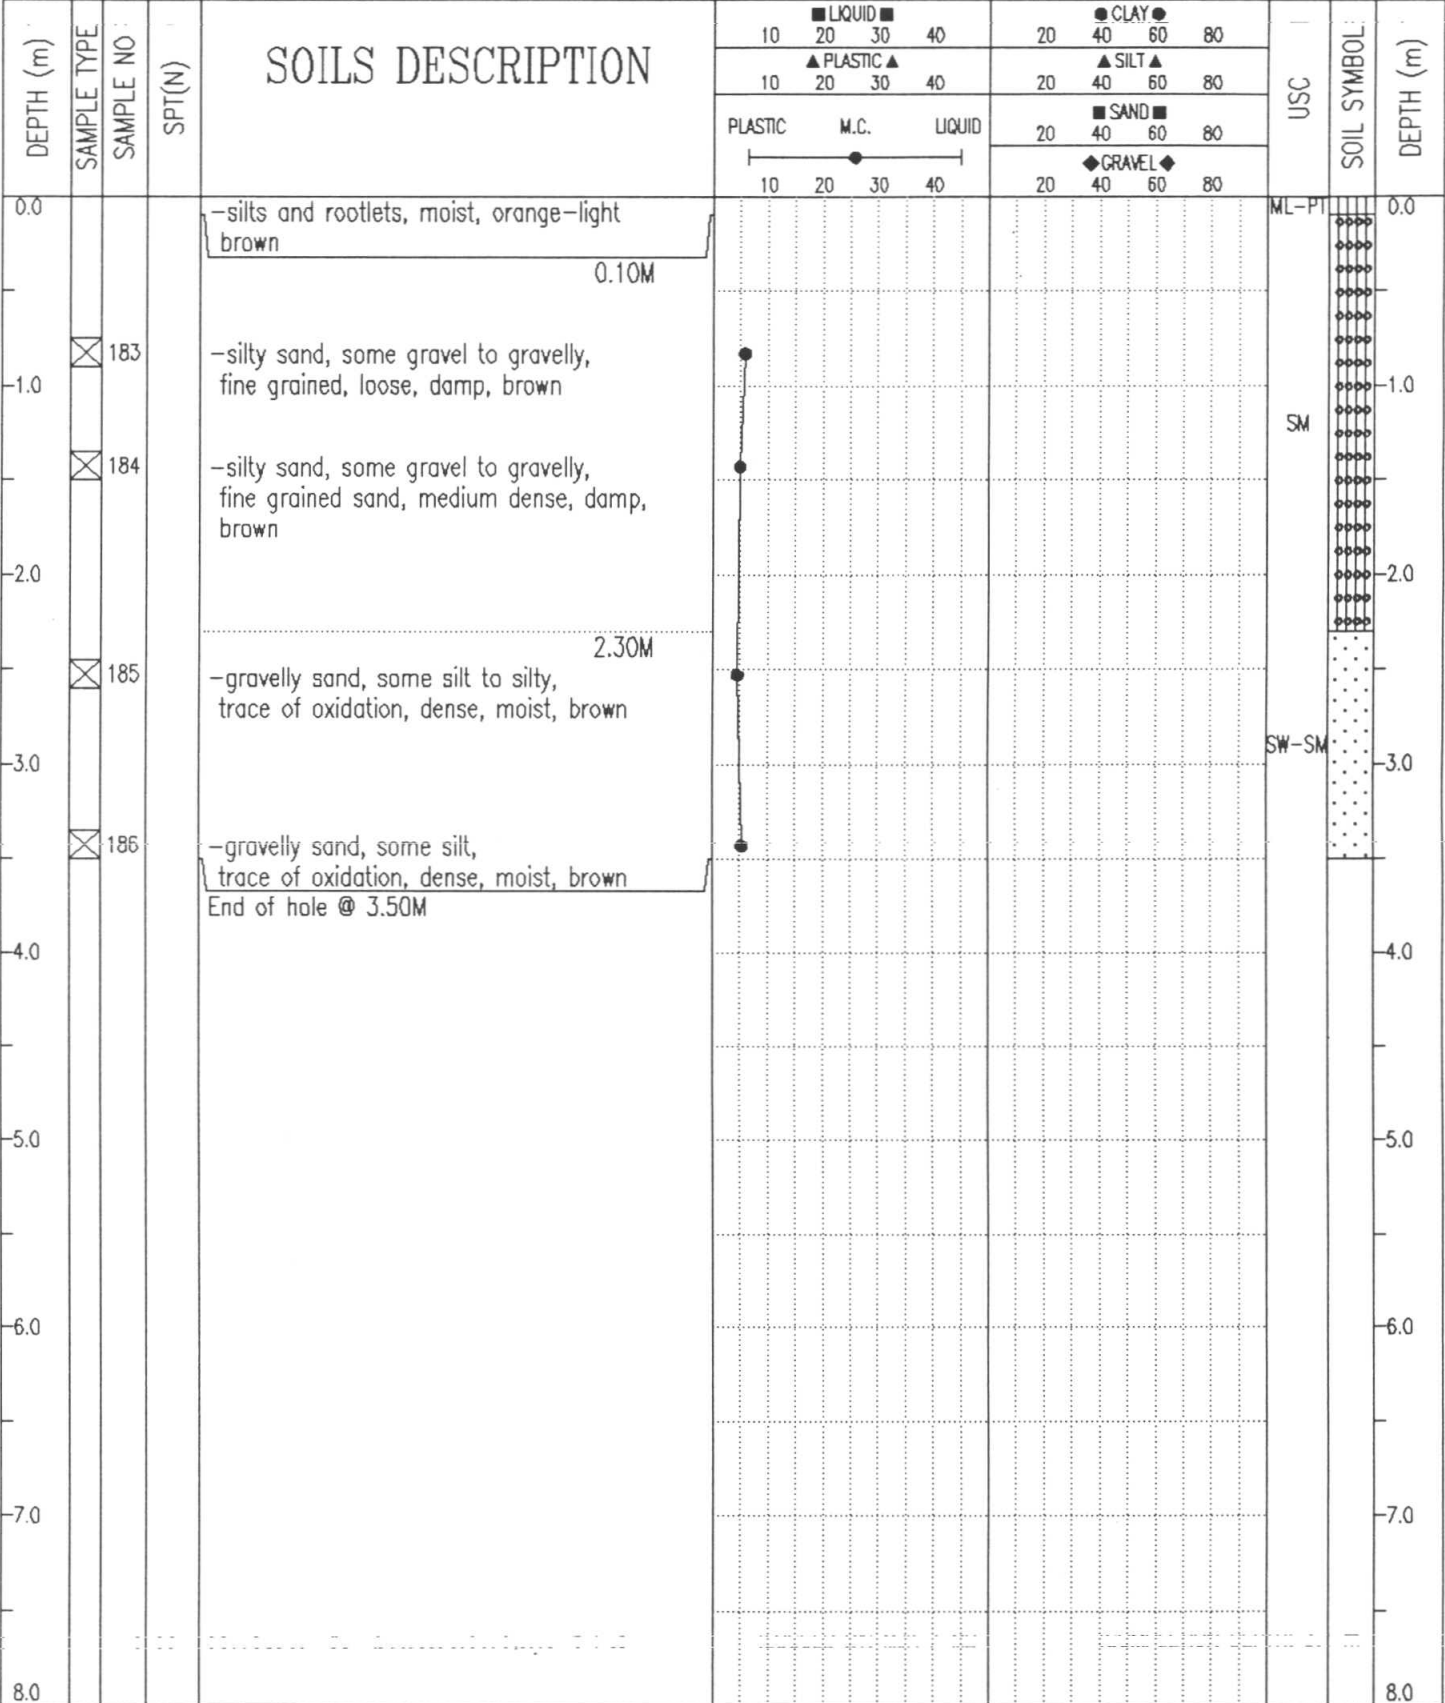 DEPTH (m)
SAMPLE TYPE
SAMPLE NO
SPT(N)
SOILS DESCRIPTION
■ LIQUID ■
10 20 30 40
▲ PLASTIC ▲
10 20 30 40
PLASTIC M.C. LIQUID
10 20 30 40
● CLAY ●
20 40 60 80
▲ SILT ▲
20 40 60 80
■ SAND ■
20 40 60 80
◆ GRAVEL ◆
20 40 60 80
USC
SOIL SYMBOL
DEPTH (m)
0.0 -silts and rootlets, moist, orange-light ML-PT 0.0
brown
0.10M
183 -silty sand, some gravel to gravelly,
-1.0 fine grained, loose, damp, brown -1.0
SM
184 -silty sand, some gravel to gravelly,
fine grained sand, medium dense, damp,
brown
-2.0 -2.0
2.30M
185 -gravelly sand, some silt to silty,
trace of oxidation, dense, moist, brown
SW-SM
-3.0 -3.0
186 -gravelly sand, some silt,
trace of oxidation, dense, moist, brown
End of hole @ 3.50M
-4.0 -4.0
-5.0 -5.0
-6.0 -6.0
-7.0 -7.0
8.0 8.0